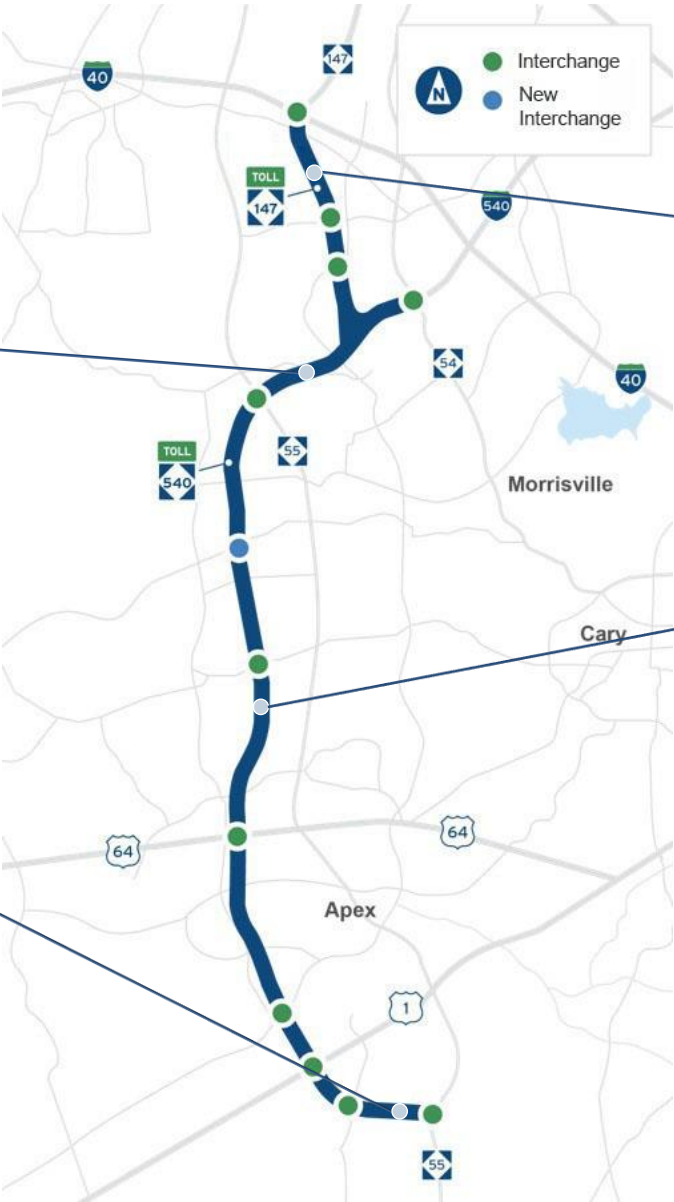 147
40
N
Interchange
New
Interchange
TOLL
147
540
54
40
55
TOLL
540
Morrisville
Cary
64
64
Apex
1
55